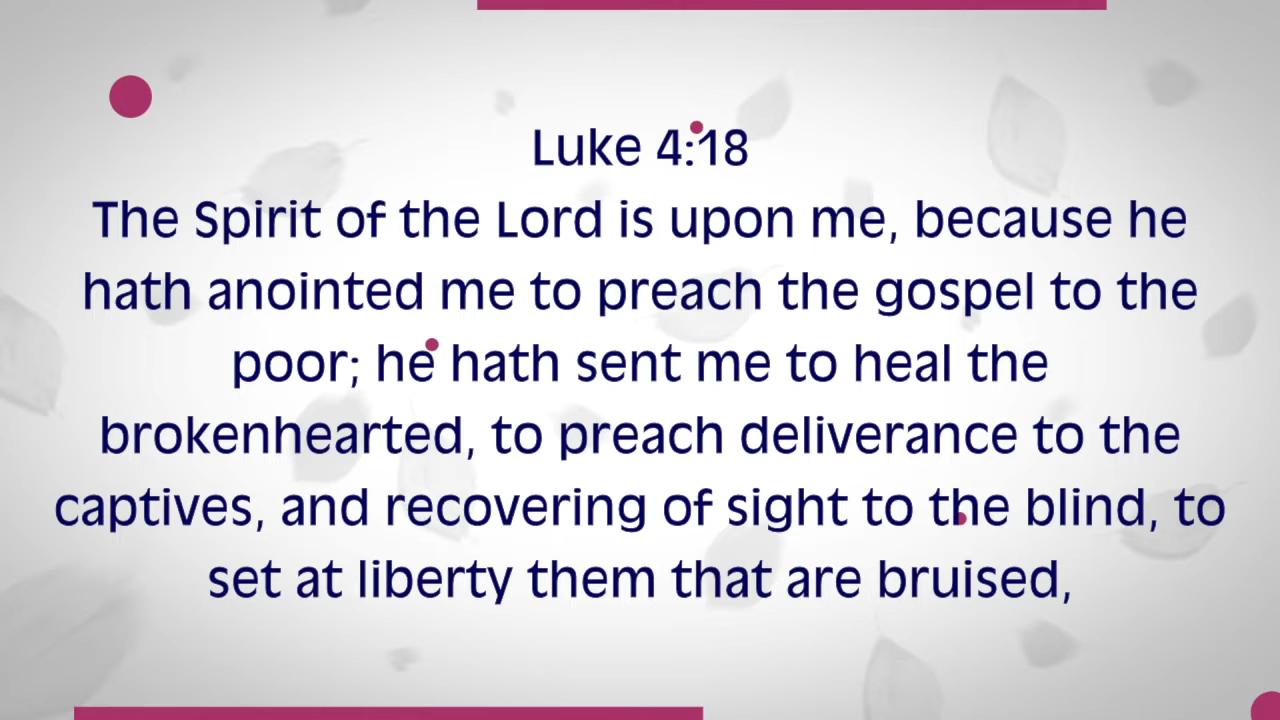 Luke 4:18
The Spirit of the Lord is upon me, because he
hath anointed me to preach the gospel to the
poor; he hath sent me to heal the
brokenhearted, to preach deliverance to the
captives, and recovering of sight to the blind, to
set at liberty them that are bruised,